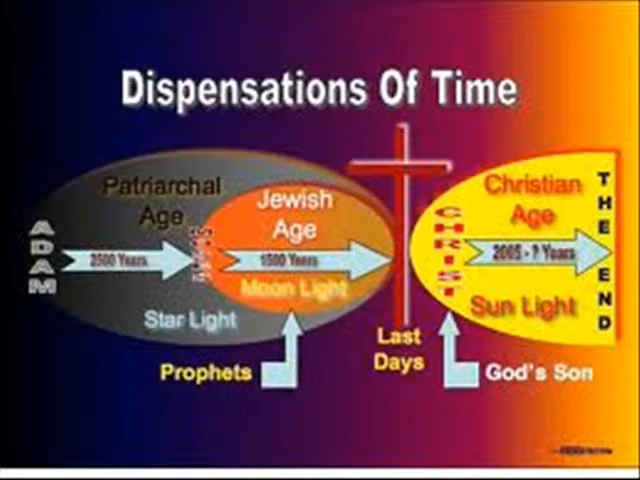 Dispensations Of Time
Patriarchal
Age
Jewish
Age
Christian
Age
ADAM
2500 Years
1500 Years
CHRIST
2005 - ? Years
THE END
Moon Light
Star Light
Sun Light
Last
Days
Prophets
God's Son